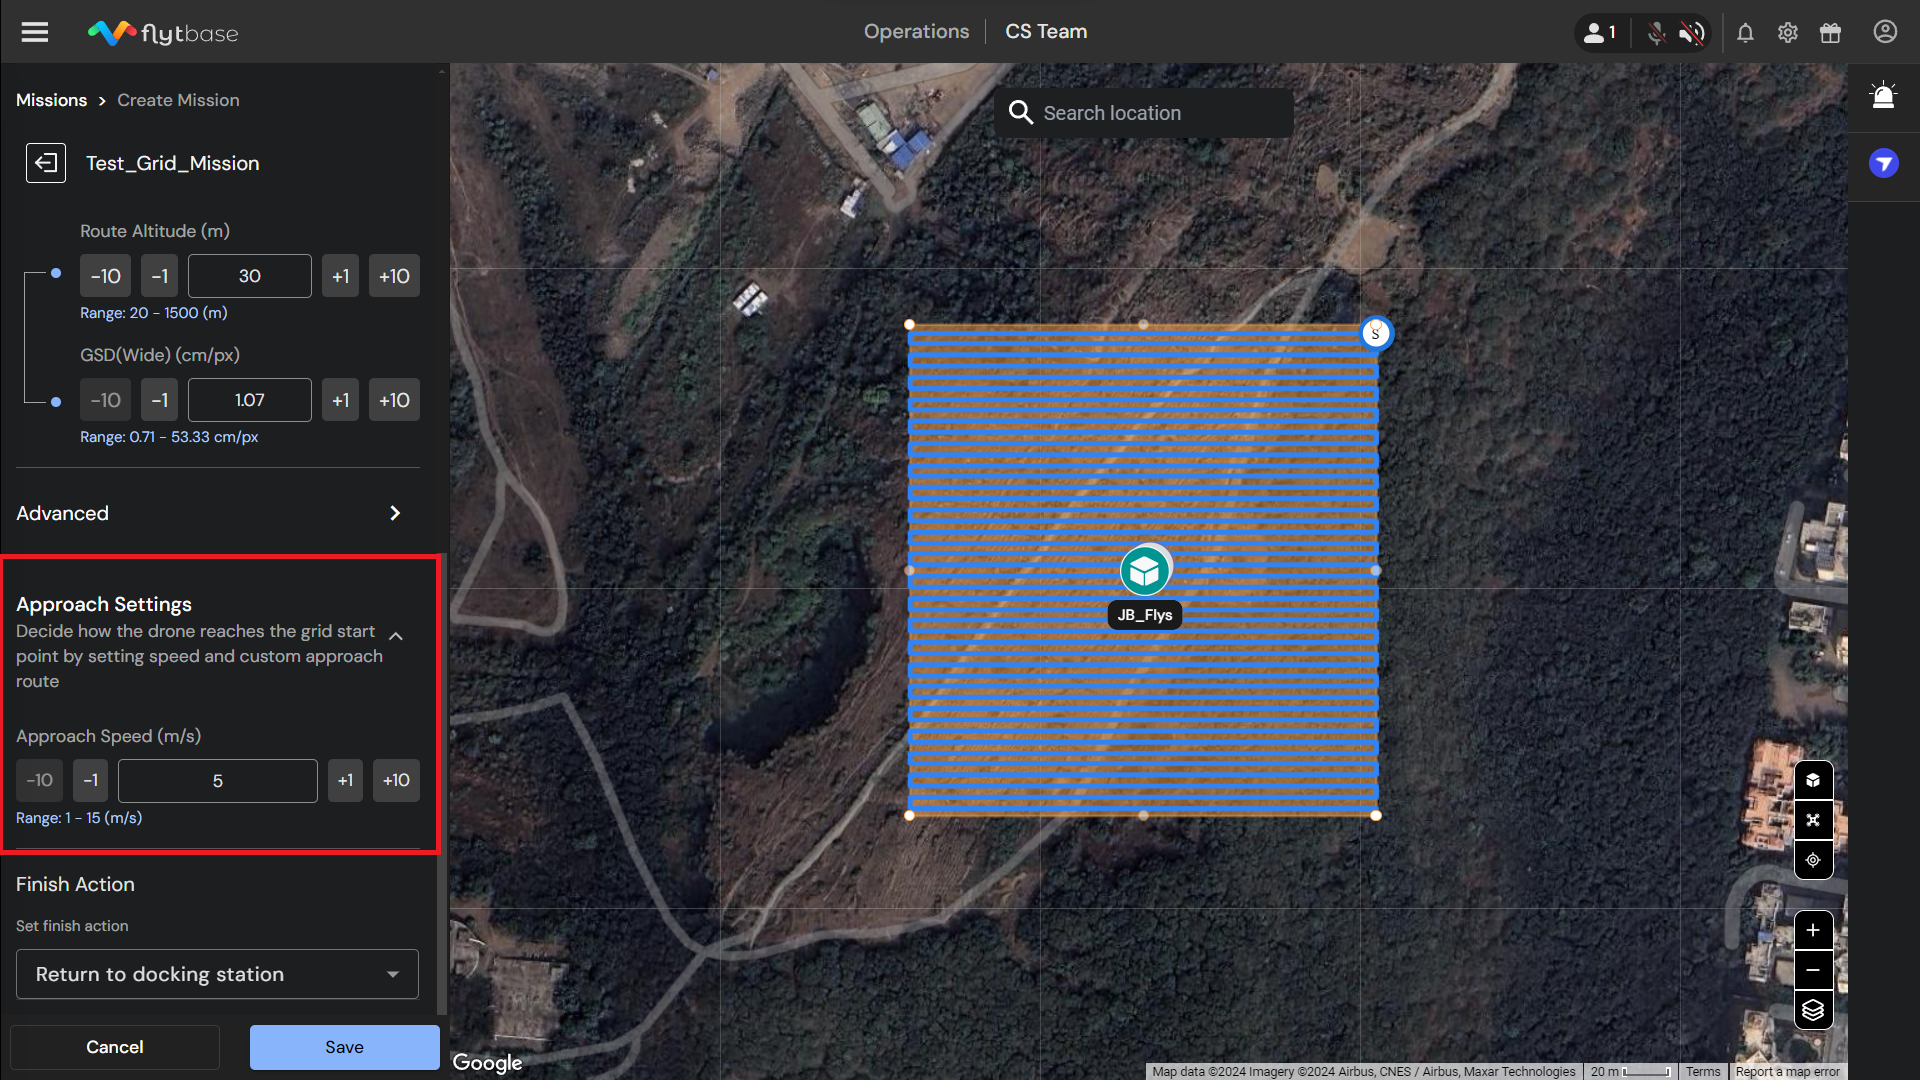 flytbase
Operations CS Team
1
Missions > Create Mission
Test_Grid_Mission
Route Altitude (m)
-10 -1 30 +1 +10
Range: 20 - 1500 (m)
GSD(Wide) (cm/px)
-10 -1 1.07 +1 +10
Range: 0.71 - 53.33 cm/px
Advanced
Approach Settings
Decide how the drone reaches the grid start
point by setting speed and custom approach
route
Approach Speed (m/s)
-10 -1 5 +1 +10
Range: 1 - 15 (m/s)
Finish Action
Set finish action
Return to docking station
Cancel Save
Search location
S
JB_Flys
Google
Map data ©2024 Imagery ©2024 Airbus, CNES / Airbus, Maxar Technologies 20 m Terms Report a map error